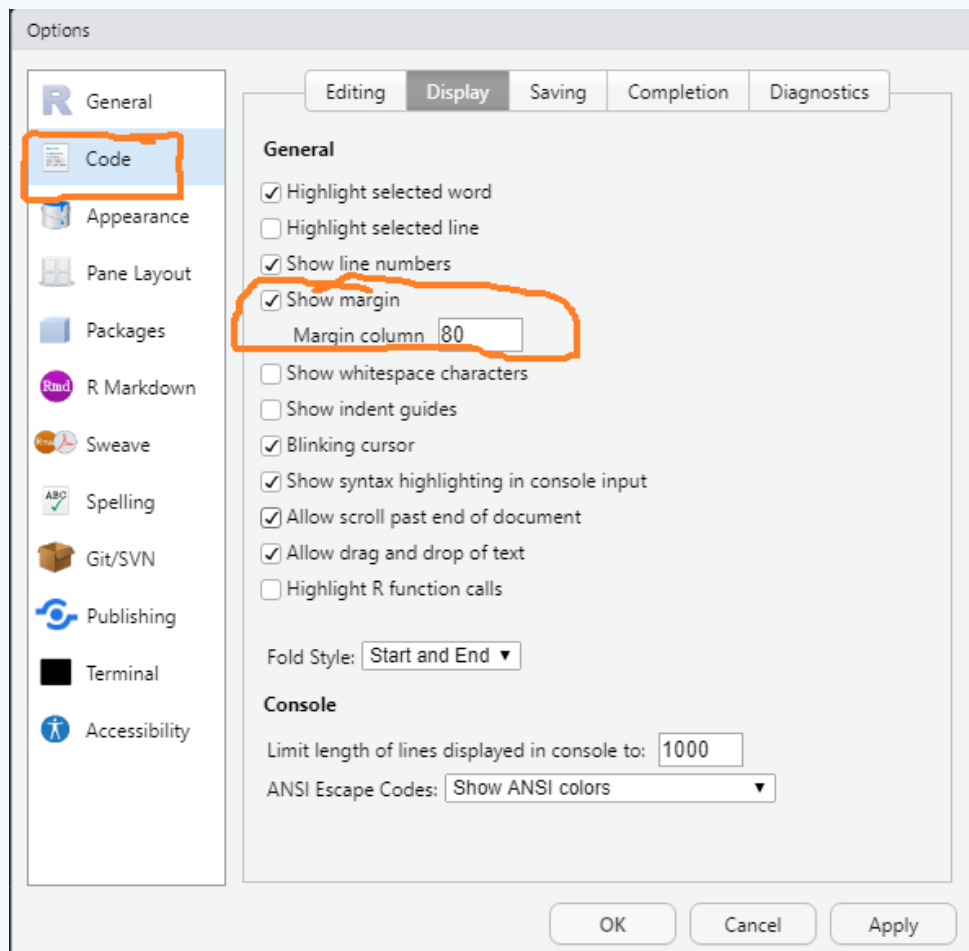 Options
R General
Code
Appearance
Pane Layout
Packages
Rmd R Markdown
Rnw Sweave
ABC Spelling
Git/SVN
Publishing
Terminal
Accessibility
Editing Display Saving Completion Diagnostics
General
Highlight selected word
Highlight selected line
Show line numbers
Show margin
Margin column 80
Show whitespace characters
Show indent guides
Blinking cursor
Show syntax highlighting in console input
Allow scroll past end of document
Allow drag and drop of text
Highlight R function calls
Fold Style: Start and End
Console
Limit length of lines displayed in console to: 1000
ANSI Escape Codes: Show ANSI colors
OK Cancel Apply